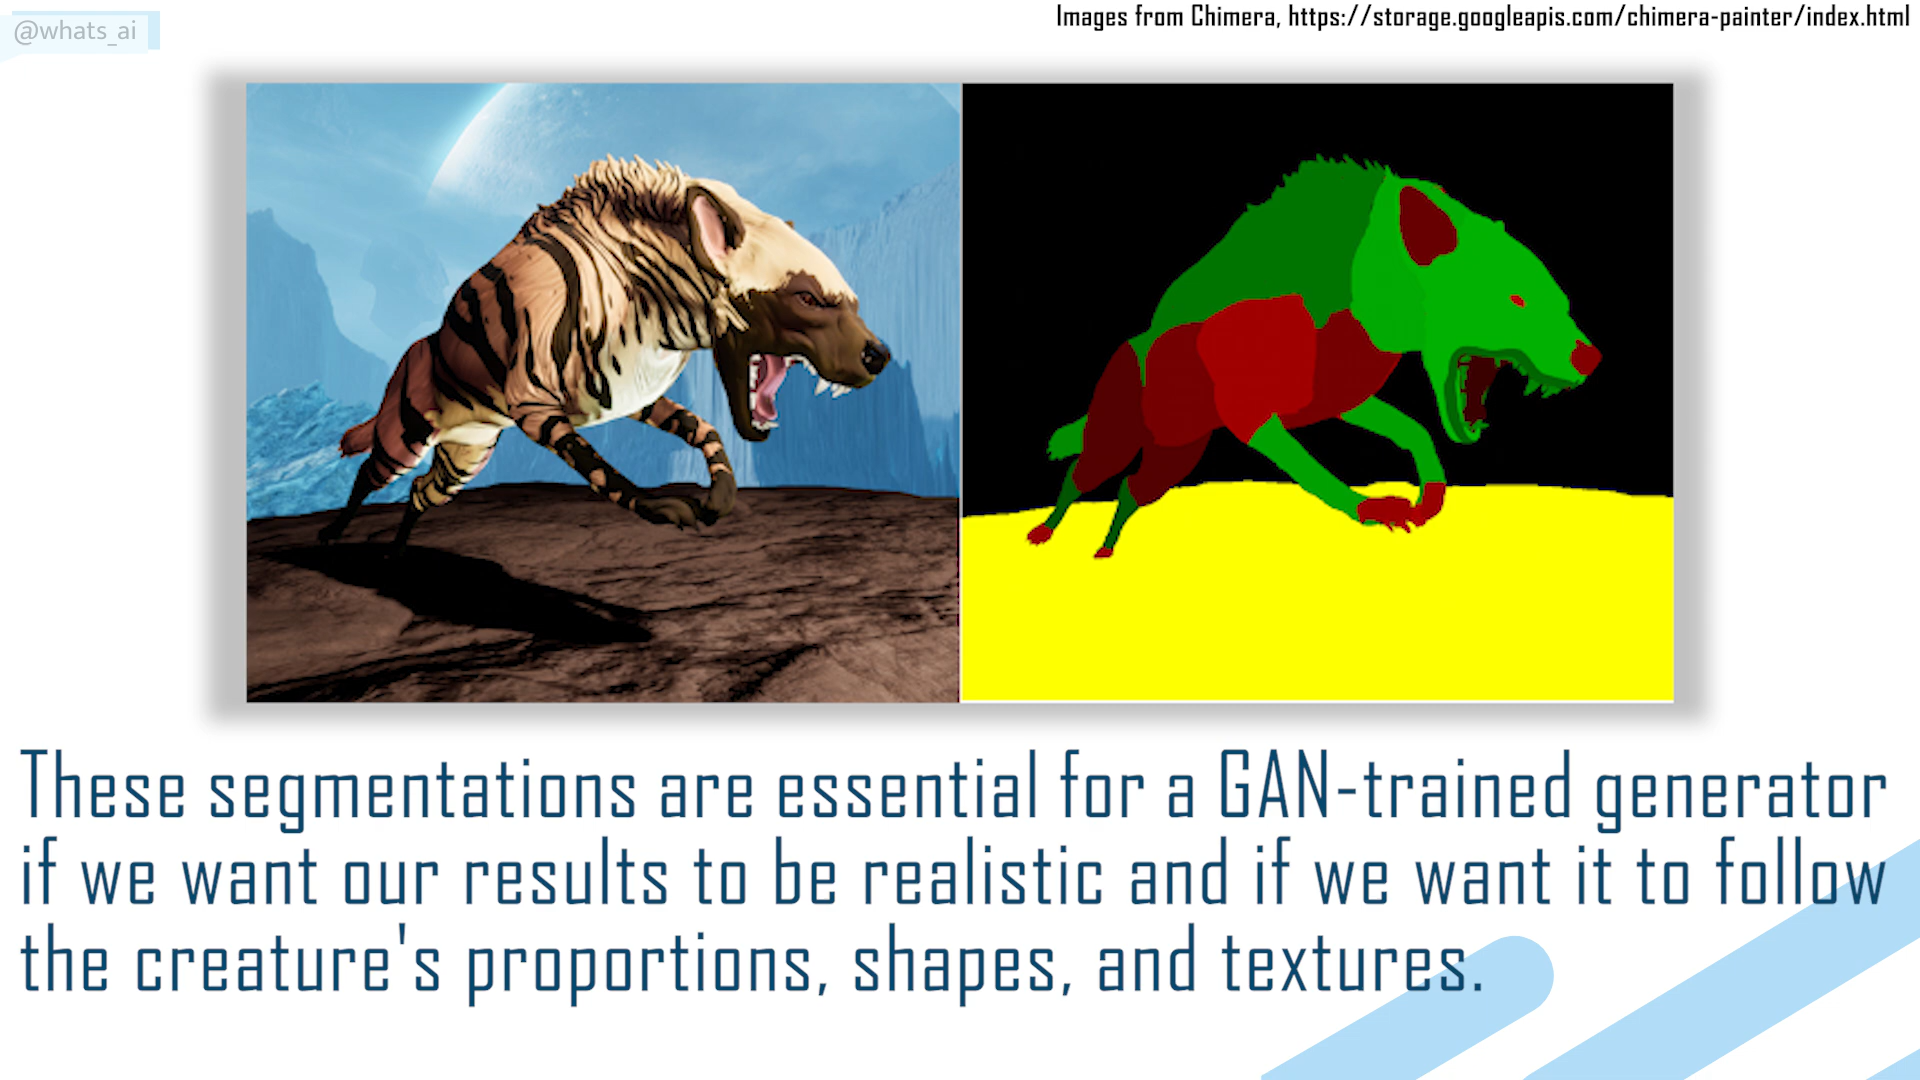 @whats_ai
Images from Chimera, https://storage.googleapis.com/chimera-painter/index.html
These segmentations are essential for a GAN-trained generator
if we want our results to be realistic and if we want it to follow
the creature's proportions, shapes, and textures.